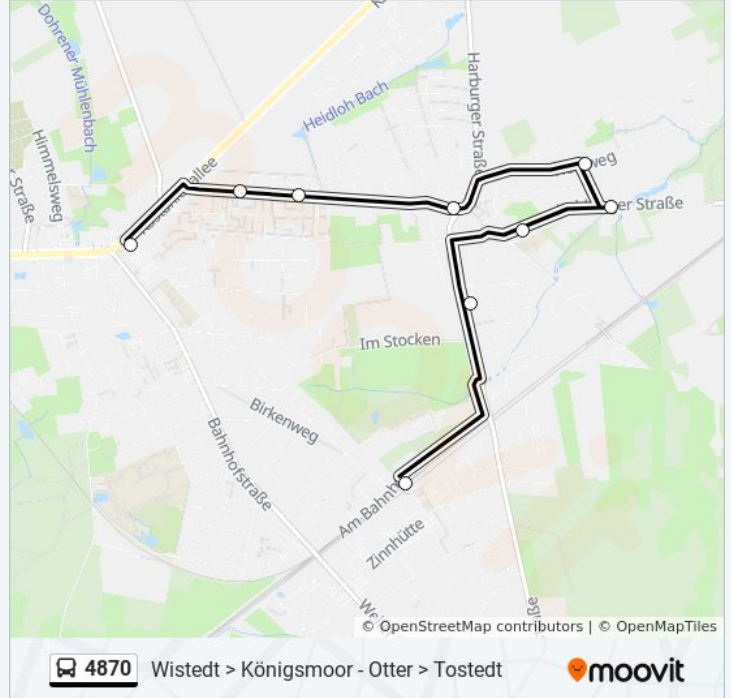 Dohrener Mühlenbach
Heidloh Bach
Harburger Straße
Himmelsweg
Straße
allee
weg
er Straße
Im Stocken
Birkenweg
Bahnhofstraße
Am Bahnh
Zinnhütte
© OpenStreetMap contributors | © OpenMapTiles
4870 Wistedt > Königsmoor - Otter > Tostedt
moovit